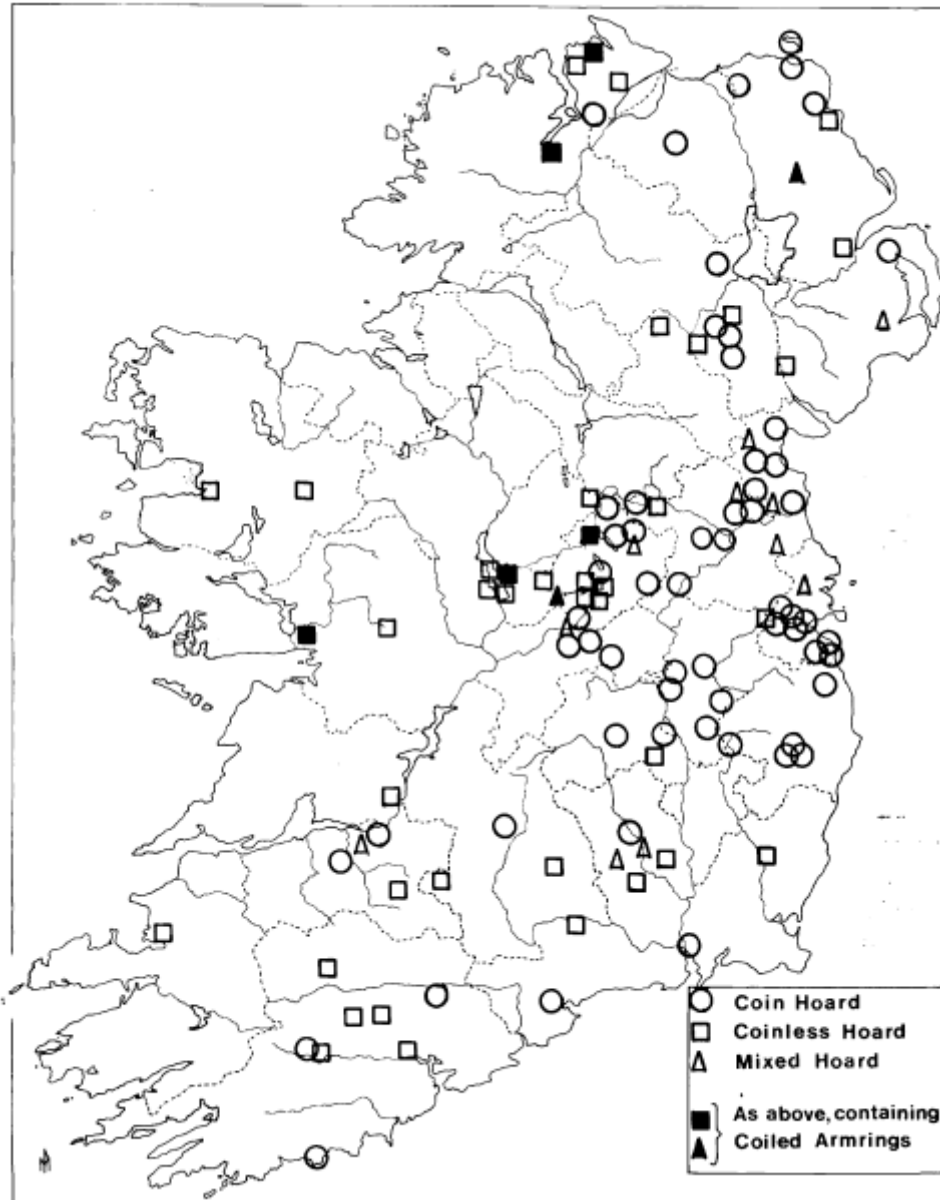 Coin Hoard
Coinless Hoard
Mixed Hoard
As above, containing
Coiled Armrings